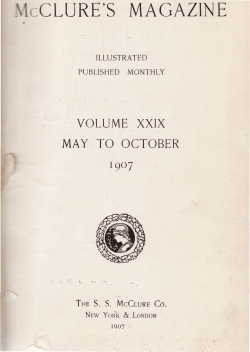 McCLURE'S MAGAZINE
ILLUSTRATED
PUBLISHED MONTHLY
VOLUME XXIX
MAY TO OCTOBER
1907
THE S. S. McCLURE CO.
NEW YORK & LONDON
1907